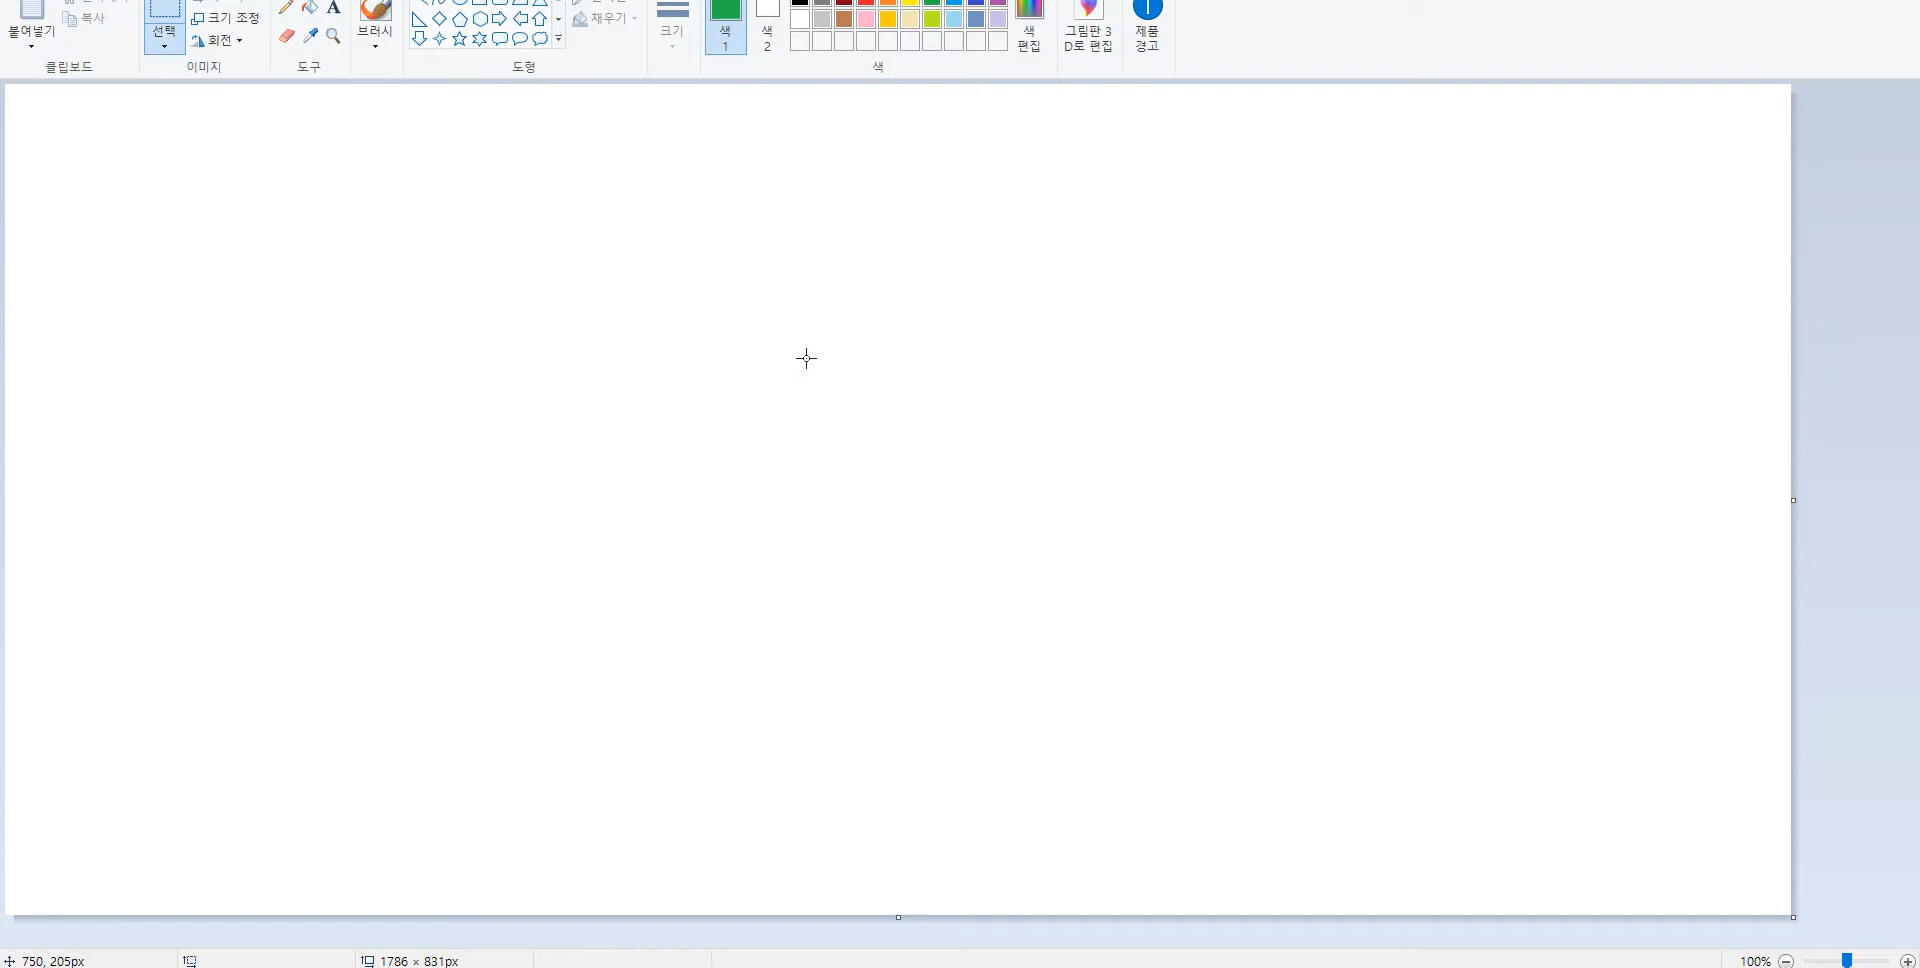 붙여넣기
복사
클립보드
선택
크기 조정
회전
이미지
A
도구
브러시
도형
채우기
크기
색
1
색
2
색
편집
색
그림판 3
D로 편집
제품
경고
750, 205px
1786 × 831px
100%